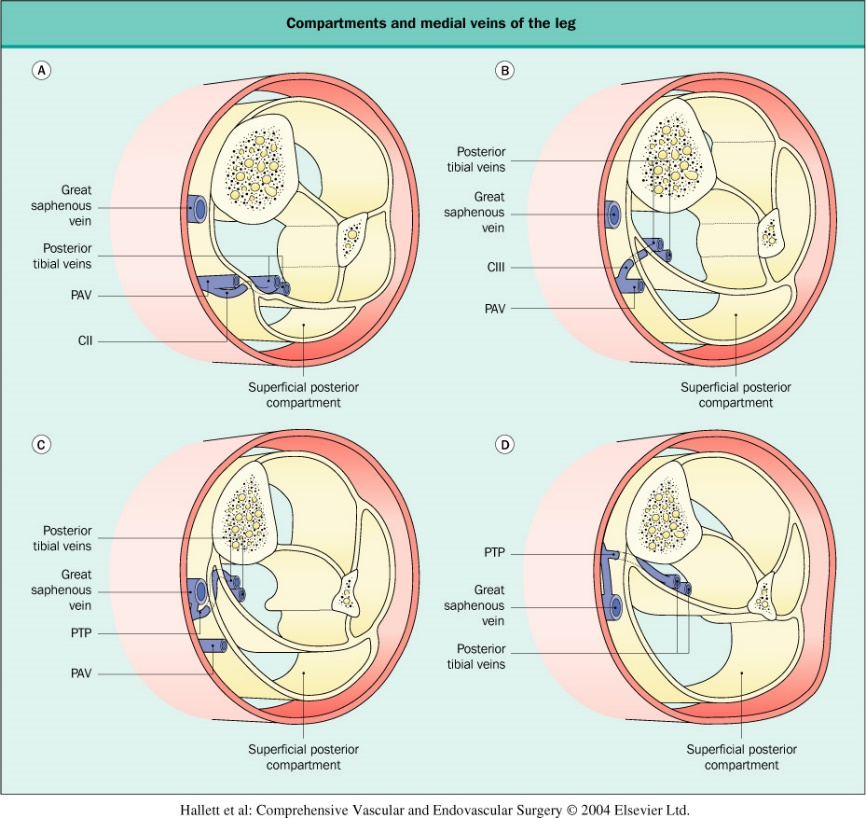 Compartments and medial veins of the leg
A
Great
saphenous
vein
Posterior
tibial veins
PAV
CII
Superficial posterior
compartment
B
Posterior
tibial veins
Great
saphenous
vein
CIII
PAV
Superficial posterior
compartment
C
Posterior
tibial veins
Great
saphenous
vein
PTP
PAV
Superficial posterior
compartment
D
PTP
Great
saphenous
vein
Posterior
tibial veins
Superficial posterior
compartment
Hallett et al: Comprehensive Vascular and Endovascular Surgery © 2004 Elsevier Ltd.